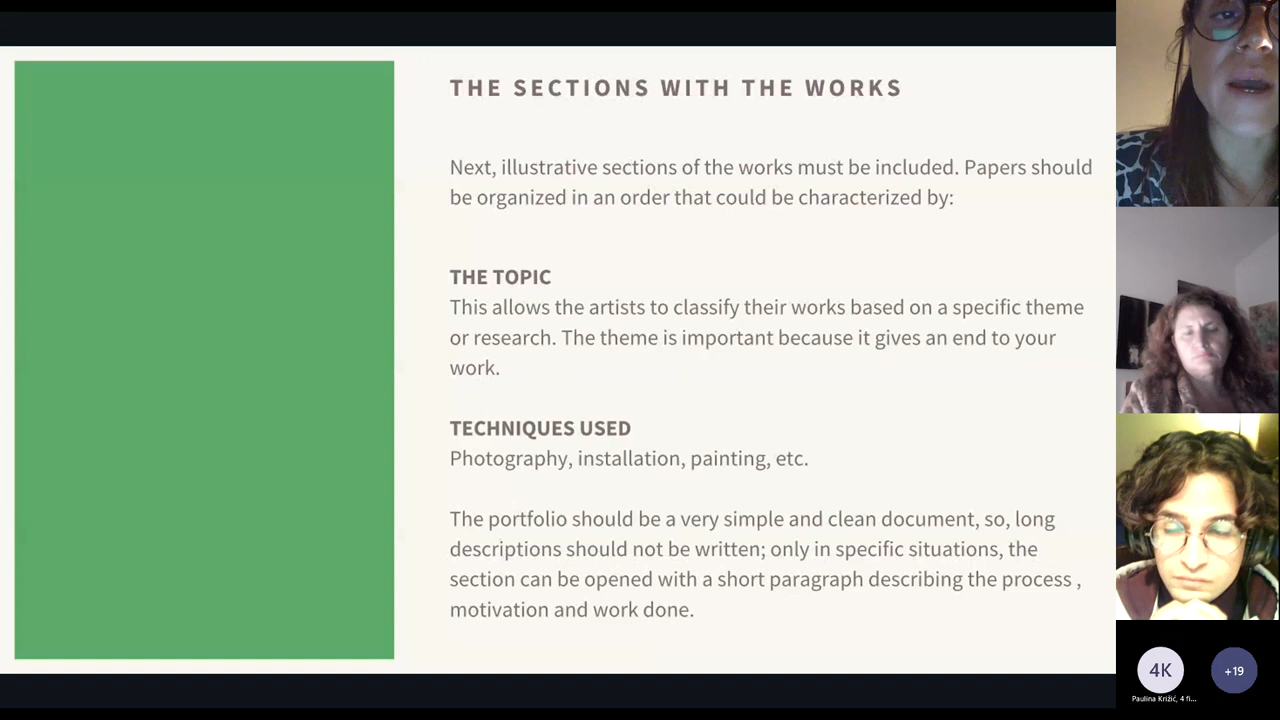 THE SECTIONS WITH THE WORKS
Next, illustrative sections of the works must be included. Papers should
be organized in an order that could be characterized by:
THE TOPIC
This allows the artists to classify their works based on a specific theme
or research. The theme is important because it gives an end to your
work.
TECHNIQUES USED
Photography, installation, painting, etc.
The portfolio should be a very simple and clean document, so, long
descriptions should not be written; only in specific situations, the
section can be opened with a short paragraph describing the process ,
motivation and work done.
4K
+19
Paulina Križić, 4 fi...